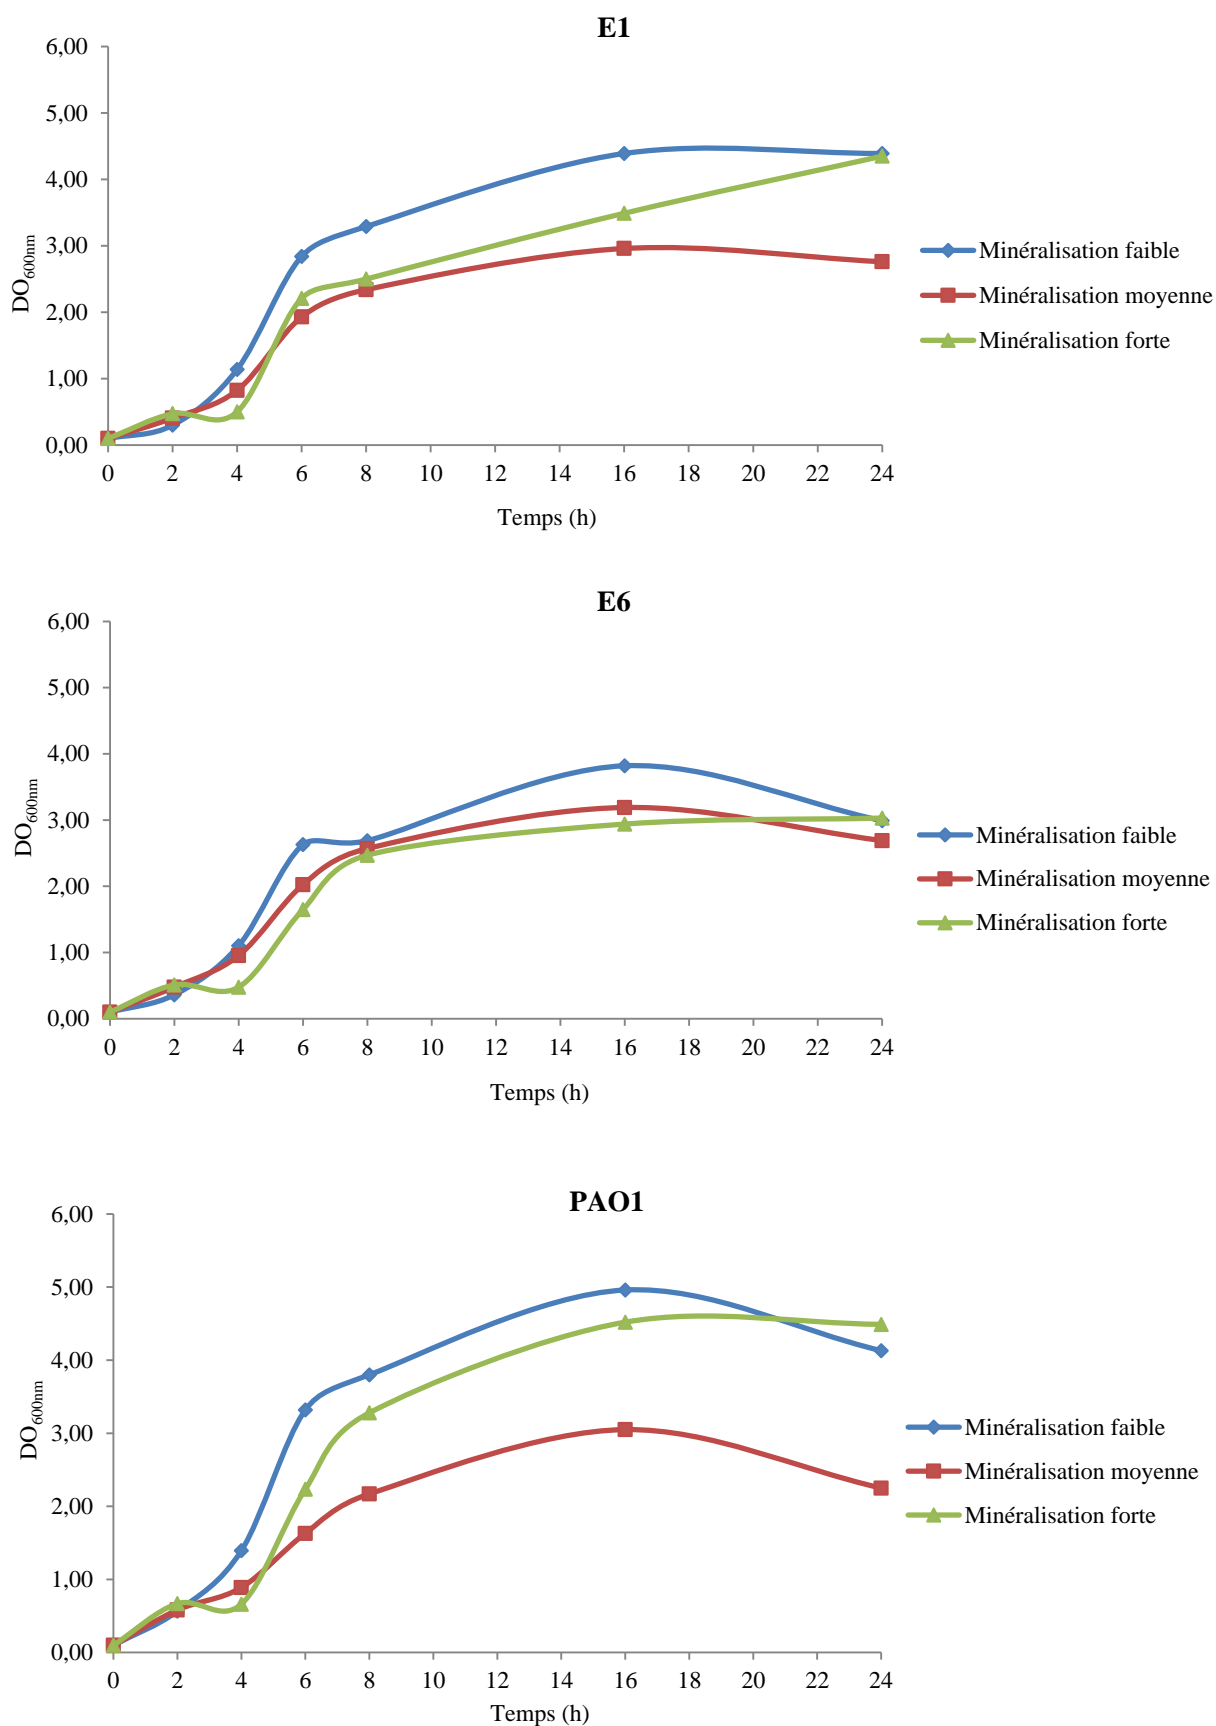 E1
6,00
5,00
4,00
3,00
2,00
1,00
0,00
DO600nm
0 2 4 6 8 10 12 14 16 18 20 22 24
Temps (h)
Minéralisation faible
Minéralisation moyenne
Minéralisation forte
E6
6,00
5,00
4,00
3,00
2,00
1,00
0,00
DO600nm
0 2 4 6 8 10 12 14 16 18 20 22 24
Temps (h)
Minéralisation faible
Minéralisation moyenne
Minéralisation forte
PAO1
6,00
5,00
4,00
3,00
2,00
1,00
0,00
DO600nm
0 2 4 6 8 10 12 14 16 18 20 22 24
Temps (h)
Minéralisation faible
Minéralisation moyenne
Minéralisation forte